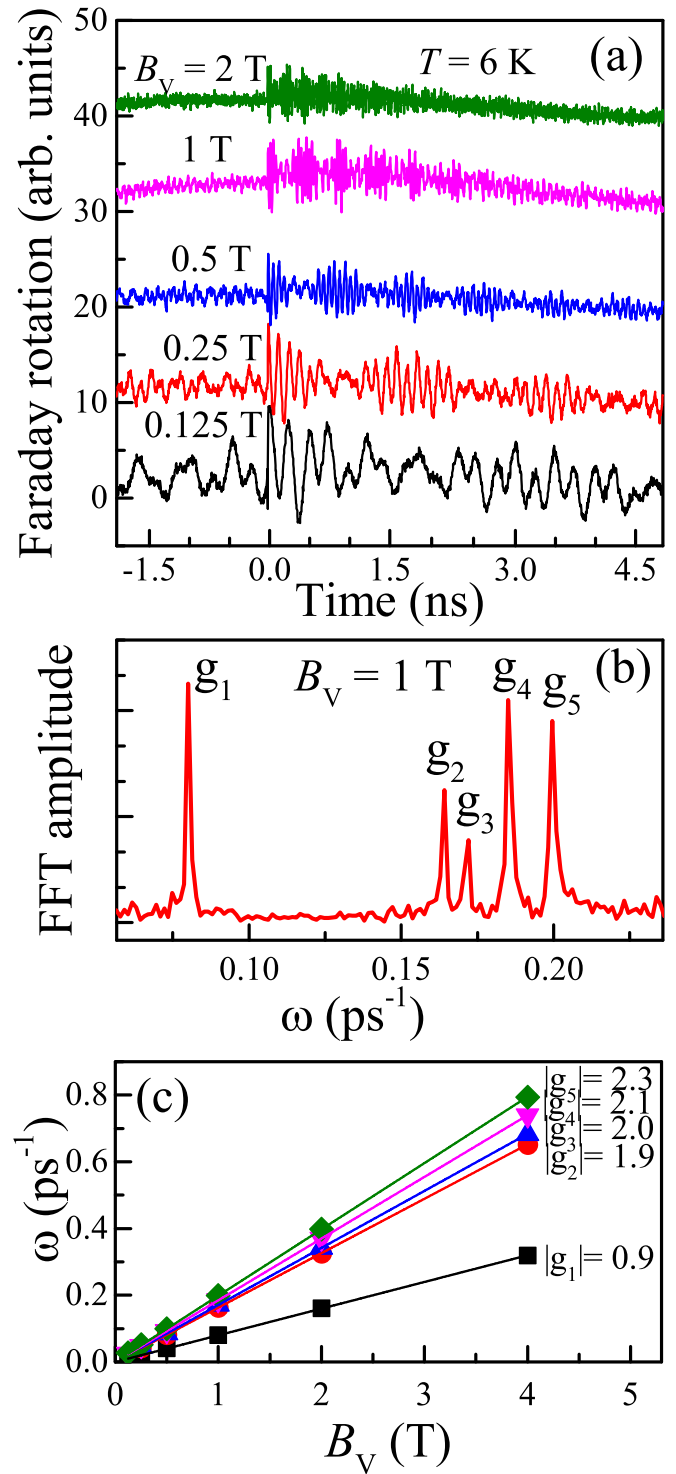 50
40
30
20
10
0
Faraday rotation (arb. units)
B_V = 2 T
T = 6 K
(a)
1 T
0.5 T
0.25 T
0.125 T
-1.5 0.0 1.5 3.0 4.5
Time (ns)
FFT amplitude
B_V = 1 T
(b)
g₁
g₂
g₃
g₄
g₅
0.10 0.15 0.20
ω (ps⁻¹)
(c)
ω (ps⁻¹)
0.8
0.6
0.4
0.2
0.0
|g₅|= 2.3
|g₄|= 2.1
|g₃|= 2.0
|g₂|= 1.9
|g₁|= 0.9
0 1 2 3 4 5
B_V (T)